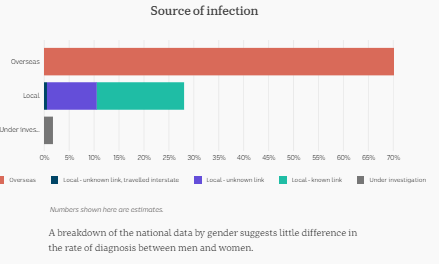 Source of infection
Overseas
Local
Under inves..
0% 5% 10% 15% 20% 25% 30% 35% 40% 45% 50% 55% 60% 65% 70%
Overseas Local - unknown link, travelled interstate Local - unknown link Local - known link Under investigation
Numbers shown here are estimates.
A breakdown of the national data by gender suggests little difference in
the rate of diagnosis between men and women.